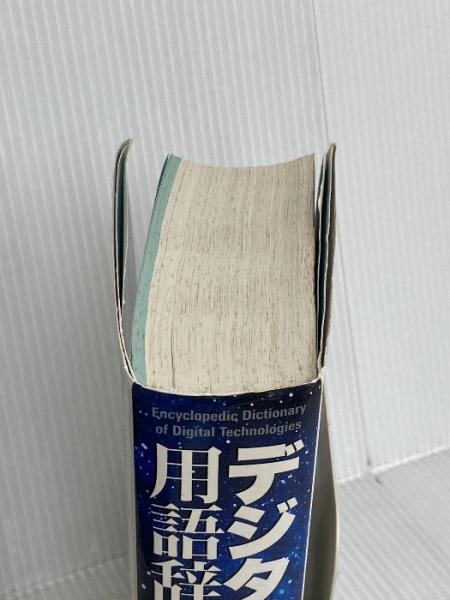 Encyclopedic Dictionary
of Digital Technologies
デジタ
用語辞